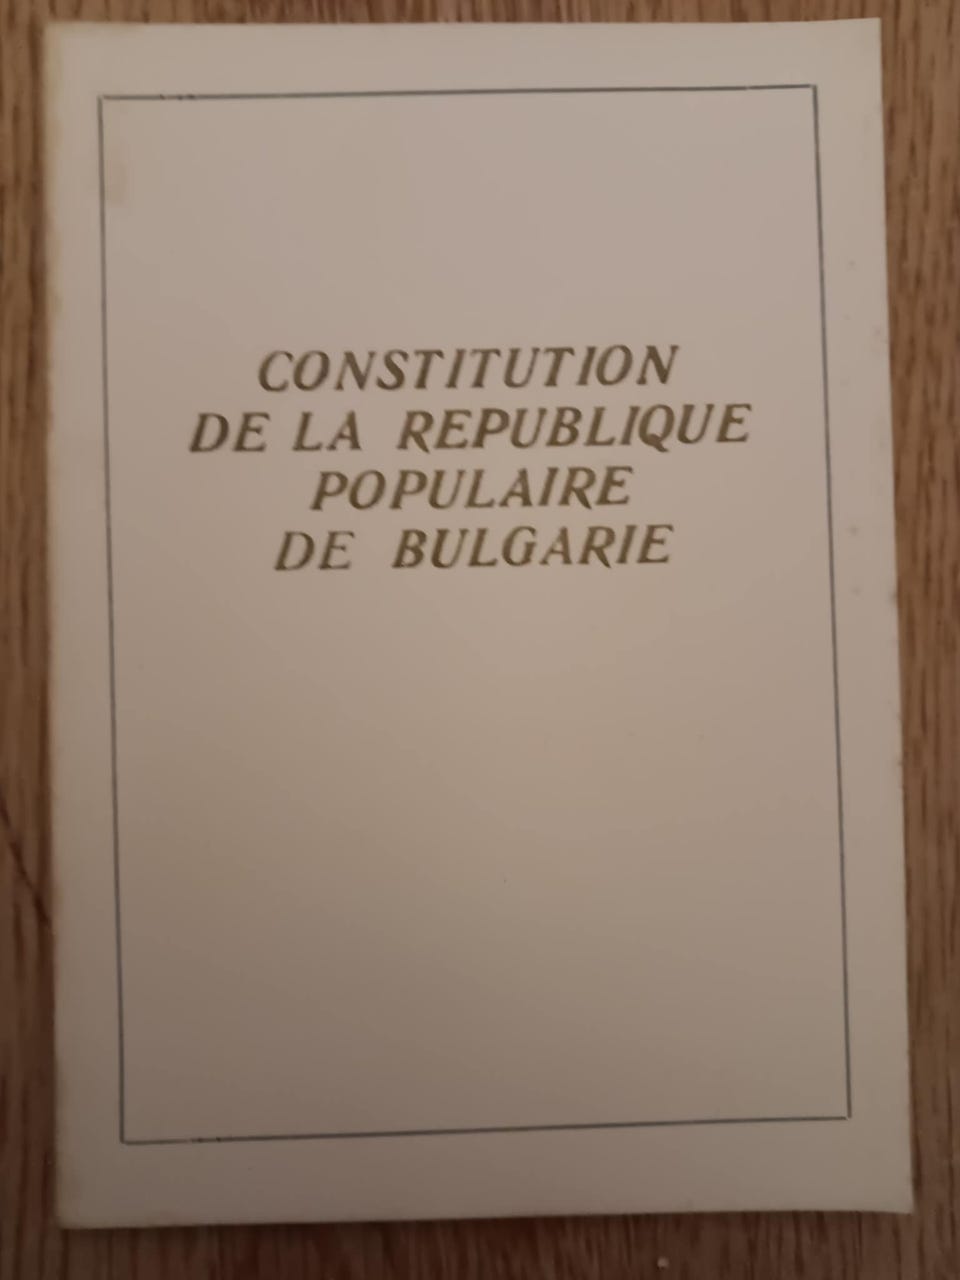 CONSTITUTION
DE LA REPUBLIQUE
POPULAIRE
DE BULGARIE